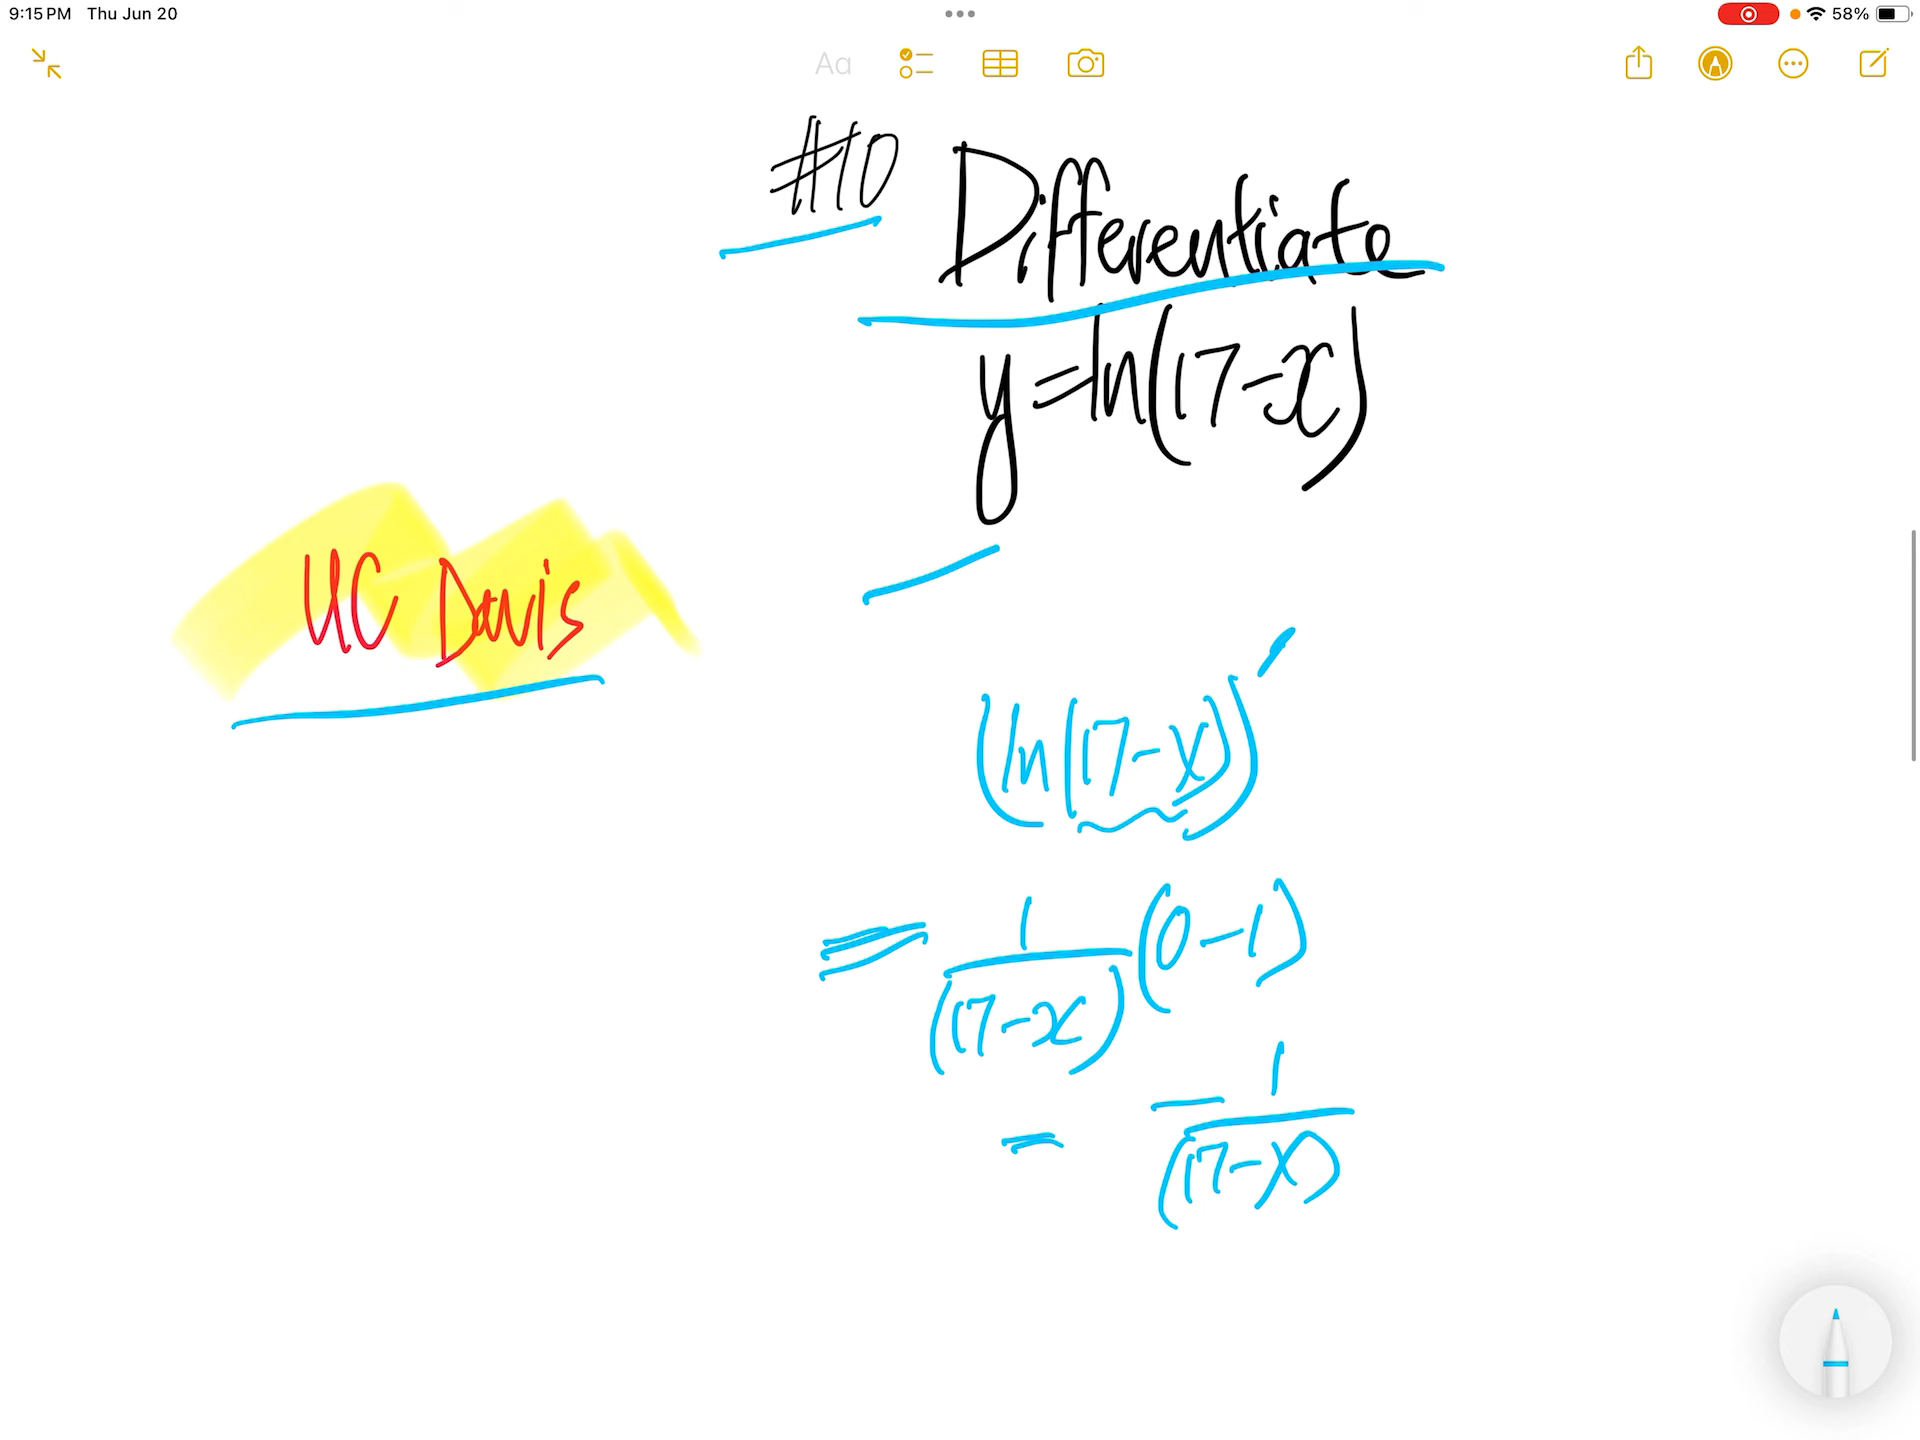 9:15 PM Thu Jun 20
58%
Aa
#10 Differentiate
y=ln(17-x)
UC Davis
(ln(17-x))′
= 1/(17-x) (0-1)
= -1/(17-x)